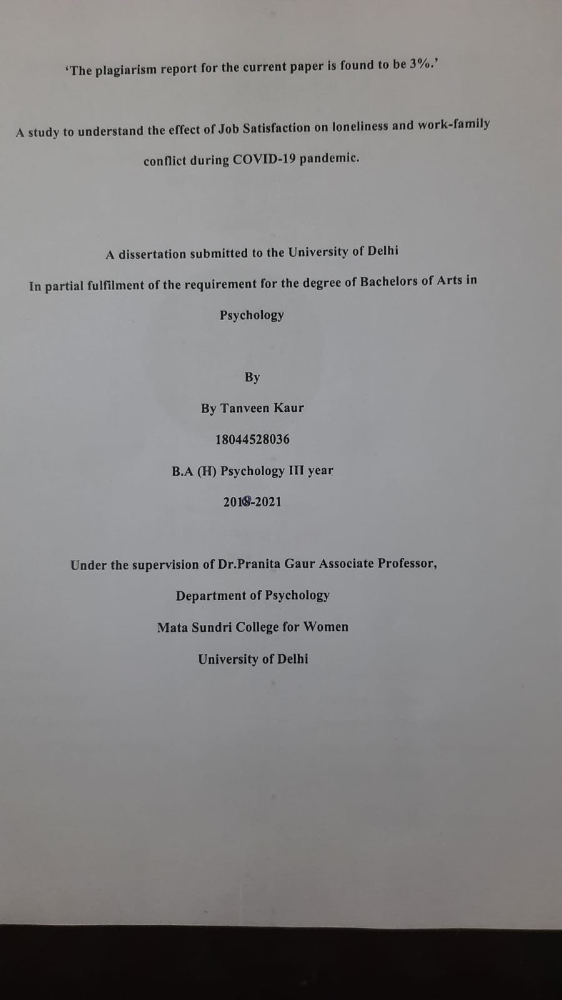 ‘The plagiarism report for the current paper is found to be 3%.’
A study to understand the effect of Job Satisfaction on loneliness and work-family
conflict during COVID-19 pandemic.
A dissertation submitted to the University of Delhi
In partial fulfilment of the requirement for the degree of Bachelors of Arts in
Psychology
By
By Tanveen Kaur
18044528036
B.A (H) Psychology III year
2018-2021
Under the supervision of Dr.Pranita Gaur Associate Professor,
Department of Psychology
Mata Sundri College for Women
University of Delhi